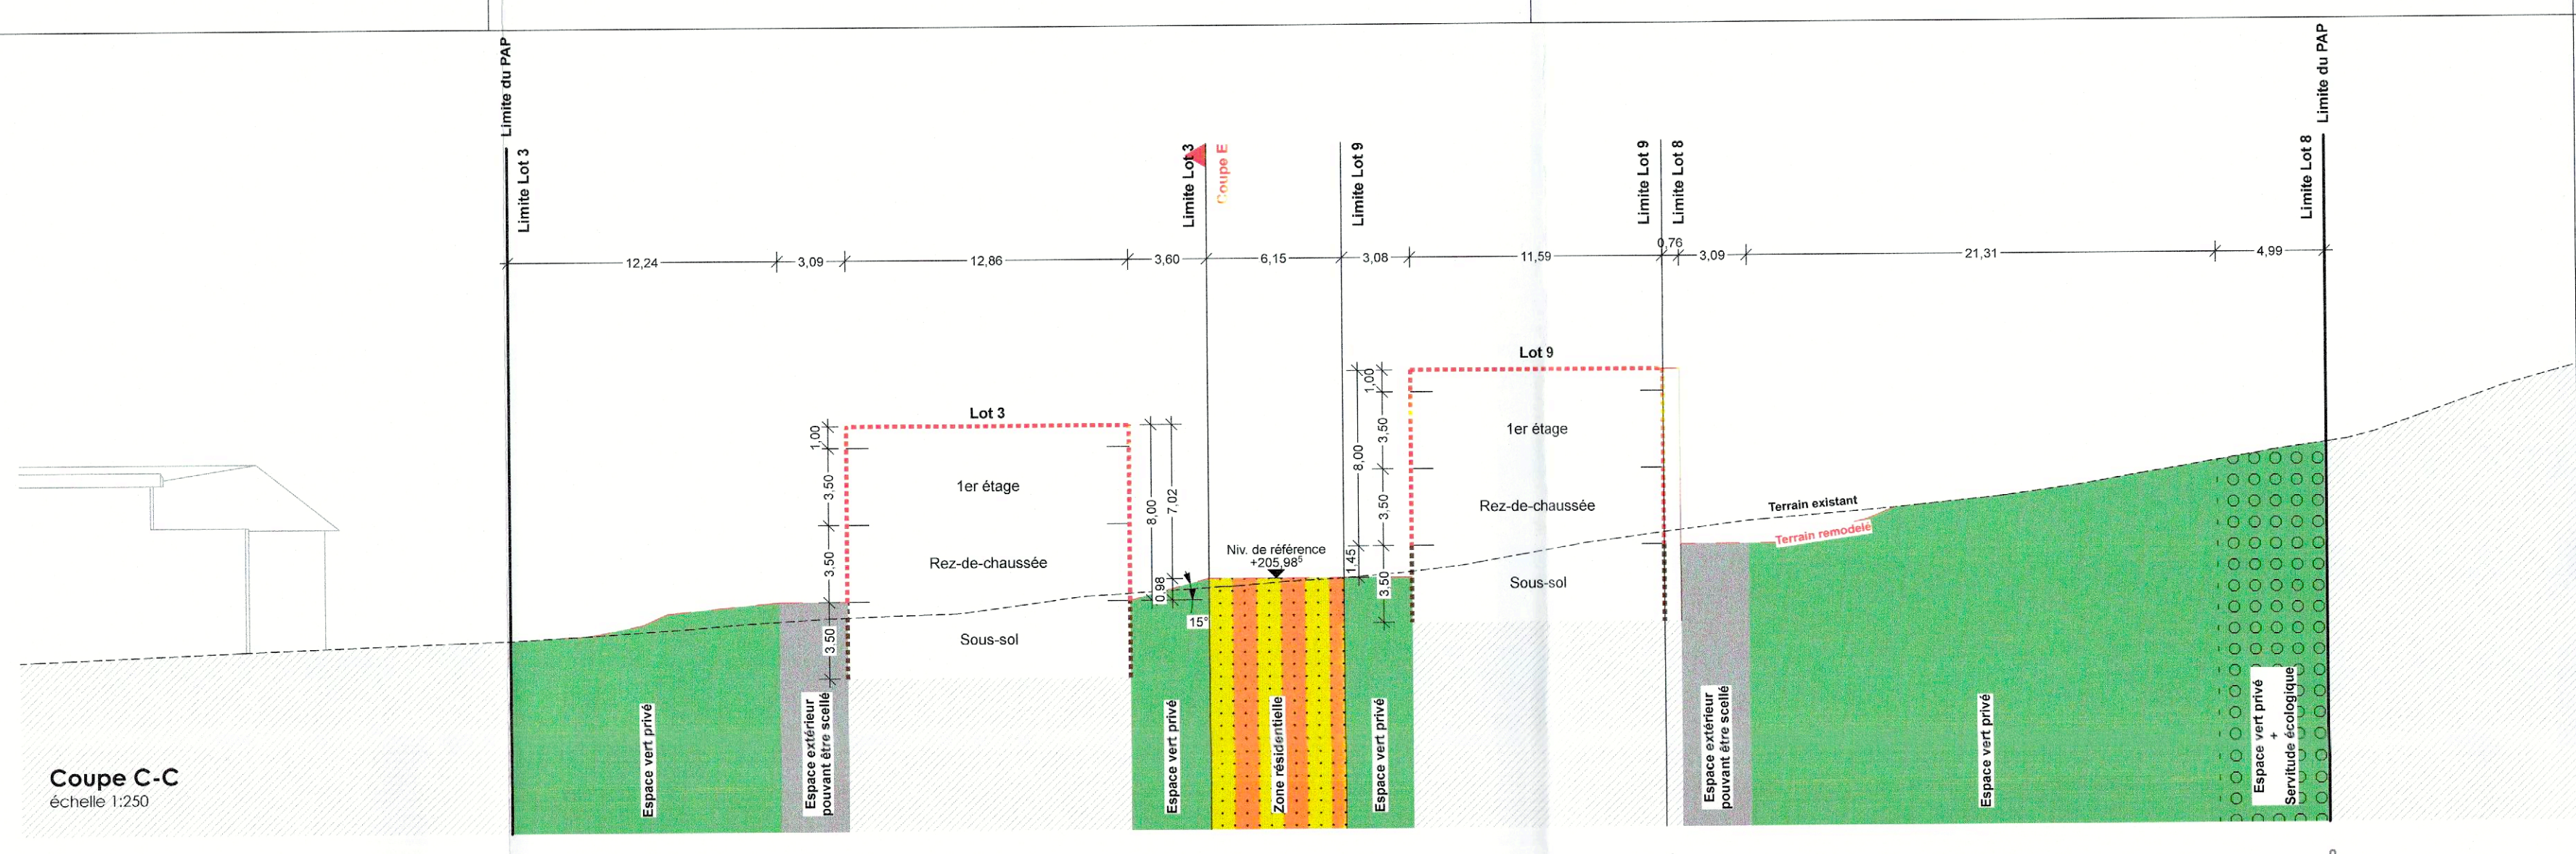 Limite du PAP
Limite du PAP
Limite Lot 3
Limite Lot 3
Coupe E
Limite Lot 9
Limite Lot 9
Limite Lot 8
Limite Lot 8
12,24
3,09
12,86
3,60
6,15
3,08
11,59
0,76
3,09
21,31
4,99
Lot 9
1,00
3,50
8,00
3,50
1,45
3,50
1er étage
Rez-de-chaussée
Sous-sol
Lot 3
1,00
3,50
3,50
3,50
1er étage
Rez-de-chaussée
Sous-sol
8,00
7,02
0,98
15°
Niv. de référence
+205,98⁵
Terrain existant
Terrain remodelé
Espace vert privé
Espace extérieur
pouvant être scellé
Espace vert privé
Zone résidentielle
Espace vert privé
Espace extérieur
pouvant être scellé
Espace vert privé
Espace vert privé
+
Servitude écologique
Coupe C-C
échelle 1:250